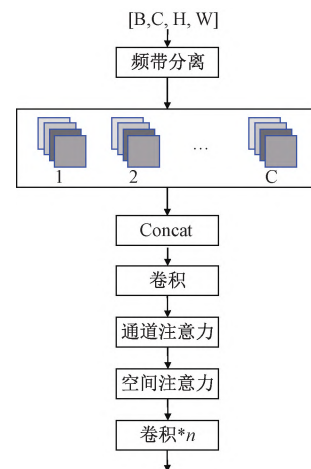 [B,C, H, W]
频带分离
1 2 … C
Concat
卷积
通道注意力
空间注意力
卷积*n